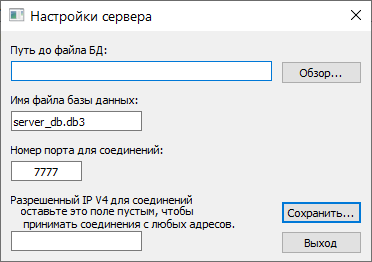 Настройки сервера
Путь до файла БД:
Обзор...
Имя файла базы данных:
server_db.db3
Номер порта для соединений:
7777
Разрешенный IP V4 для соединений
оставьте это поле пустым, чтобы
принимать соединения с любых адресов.
Сохранить...
Выход